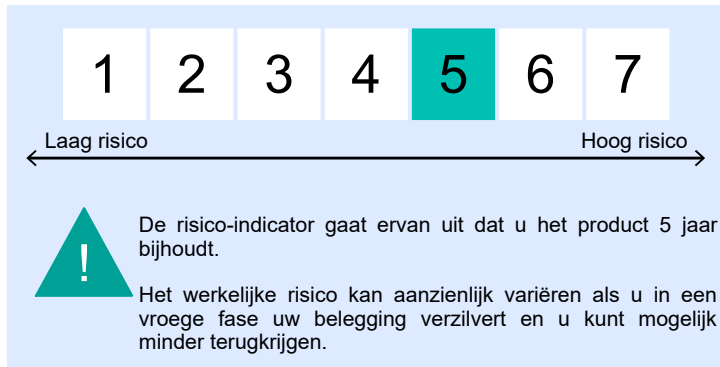 1 2 3 4 5 6 7
Laag risico Hoog risico
! De risico-indicator gaat ervan uit dat u het product 5 jaar
bijhoudt.
Het werkelijke risico kan aanzienlijk variëren als u in een
vroege fase uw belegging verzilvert en u kunt mogelijk
minder terugkrijgen.